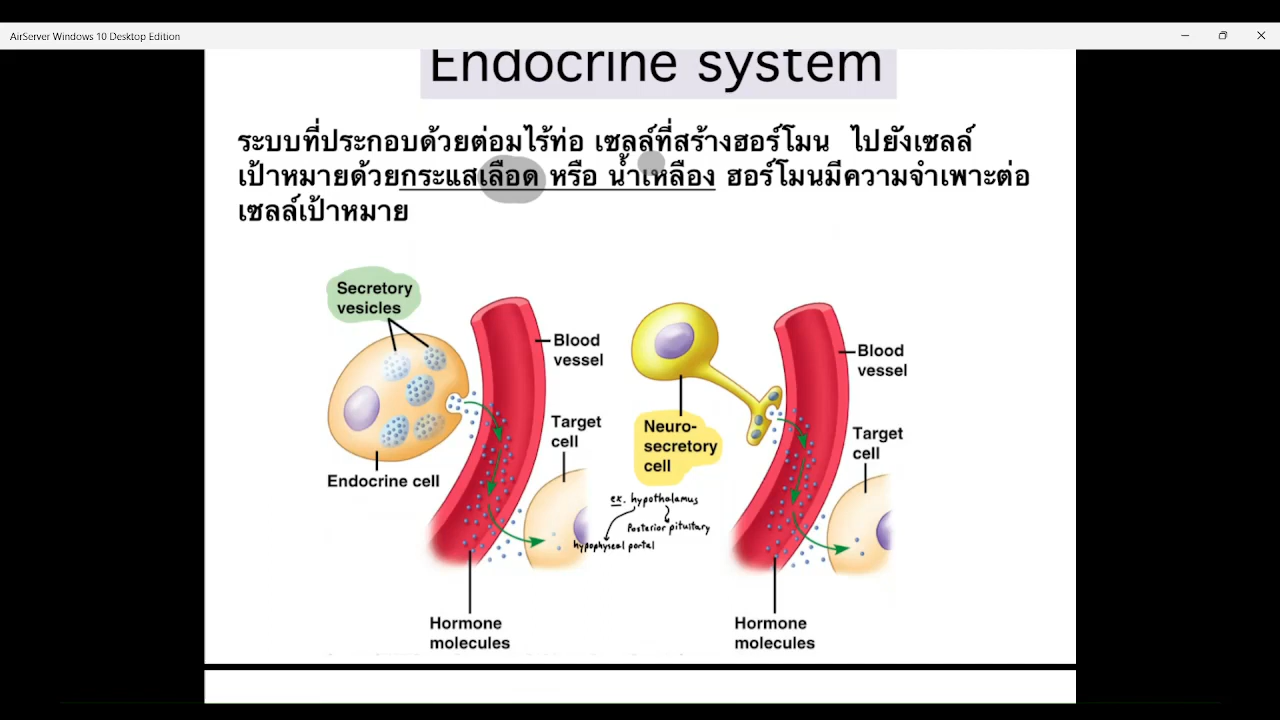 AirServer Windows 10 Desktop Edition
Endocrine system
ระบบที่ประกอบด้วยต่อมไร้ท่อ เซลล์ที่สร้างฮอร์โมน ไปยังเซลล์
เป้าหมายด้วยกระแสเลือด หรือ น้ำเหลือง ฮอร์โมนมีความจำเพาะต่อ
เซลล์เป้าหมาย
Secretory
vesicles
Blood
vessel
Target
cell
Endocrine cell
Hormone
molecules
Neuro-
secretory
cell
ex. hypothalamus
Posterior pituitary
hypophyseal portal
Blood
vessel
Target
cell
Hormone
molecules